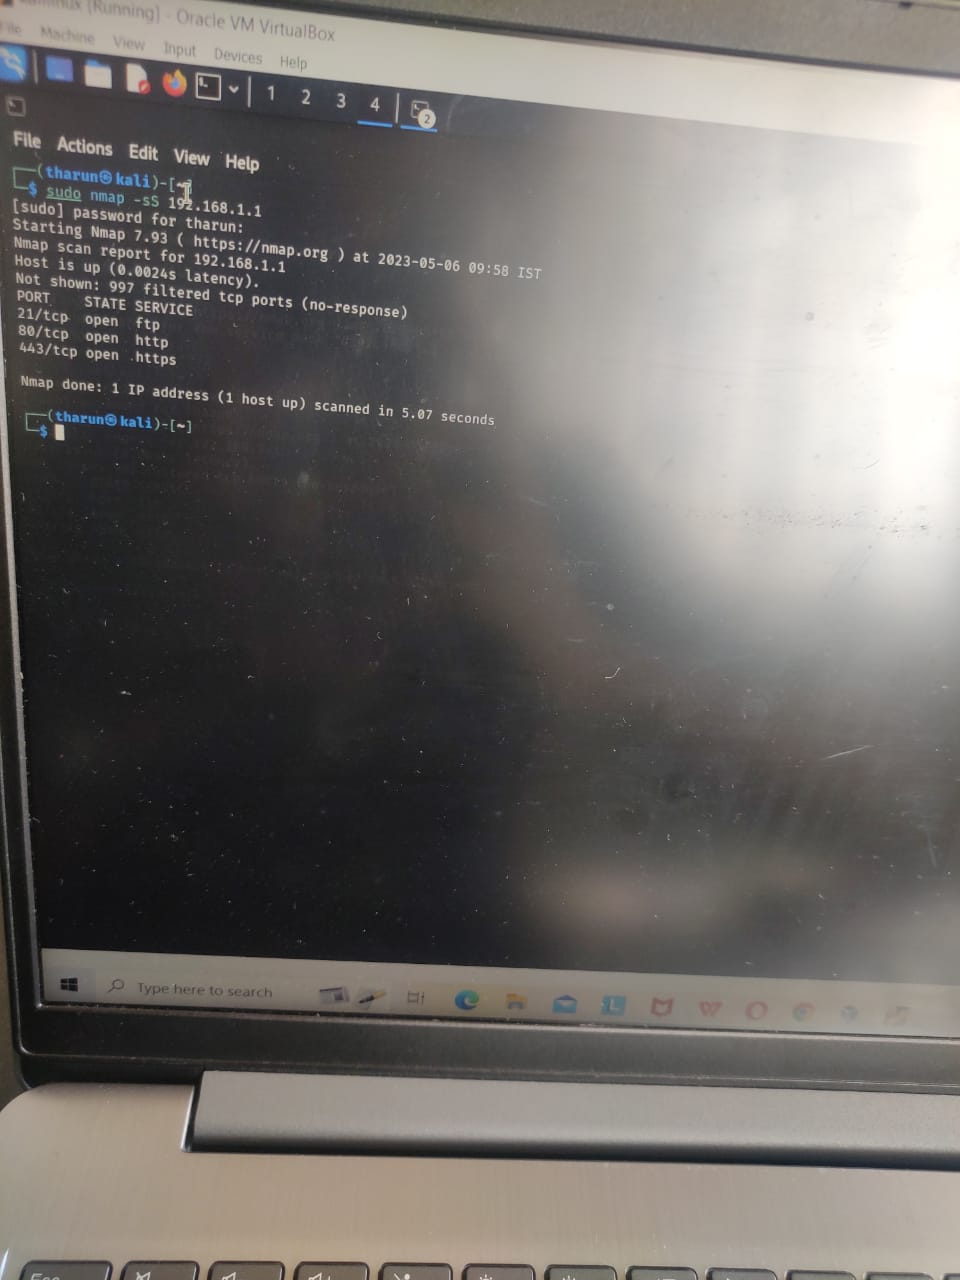 [Running] - Oracle VM VirtualBox
File Machine View Input Devices Help
1 2 3 4 2
File Actions Edit View Help
(tharun㉿kali)-[~]
$ sudo nmap -sS 192.168.1.1
[sudo] password for tharun:
Starting Nmap 7.93 ( https://nmap.org ) at 2023-05-06 09:58 IST
Nmap scan report for 192.168.1.1
Host is up (0.0024s latency).
Not shown: 997 filtered tcp ports (no-response)
PORT STATE SERVICE
21/tcp open ftp
80/tcp open http
443/tcp open https
Nmap done: 1 IP address (1 host up) scanned in 5.07 seconds
(tharun㉿kali)-[~]
$
Type here to search
L
Esc